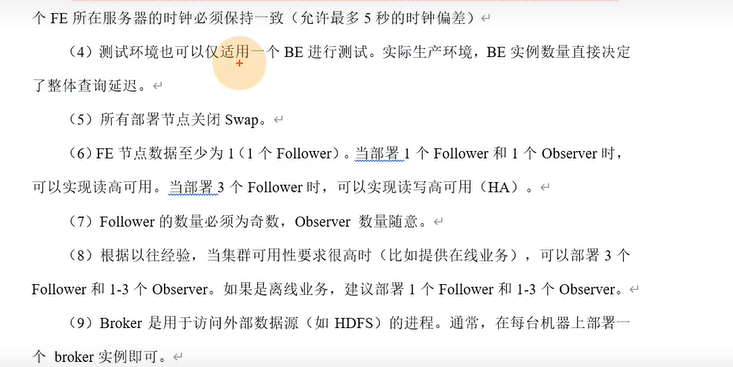 个 FE 所在服务器的时钟必须保持一致（允许最多 5 秒的时钟偏差）
（4）测试环境也可以仅适用一个 BE 进行测试。实际生产环境，BE 实例数量直接决定
了整体查询延迟。
（5）所有部署节点关闭 Swap。
（6）FE 节点数据至少为 1（1 个 Follower）。当部署 1 个 Follower 和 1 个 Observer 时，
可以实现读高可用。当部署 3 个 Follower 时，可以实现读写高可用（HA）。
（7）Follower 的数量必须为奇数，Observer 数量随意。
（8）根据以往经验，当集群可用性要求很高时（比如提供在线业务），可以部署 3 个
Follower 和 1-3 个 Observer。如果是离线业务，建议部署 1 个 Follower 和 1-3 个 Observer。
（9）Broker 是用于访问外部数据源（如 HDFS）的进程。通常，在每台机器上部署一
个 broker 实例即可。